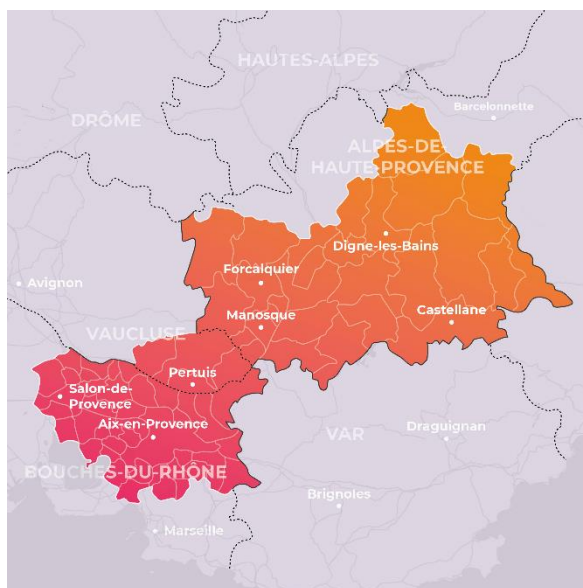 HAUTES-ALPES
Barcelonnette
DRÔME
ALPES-DE-
HAUTE-PROVENCE
Digne-les-Bains
Forcalquier
Avignon
Manosque
Castellane
VAUCLUSE
Pertuis
Salon-de-
Provence
Aix-en-Provence
Draguignan
VAR
BOUCHES-DU-RHÔNE
Brignoles
Marseille